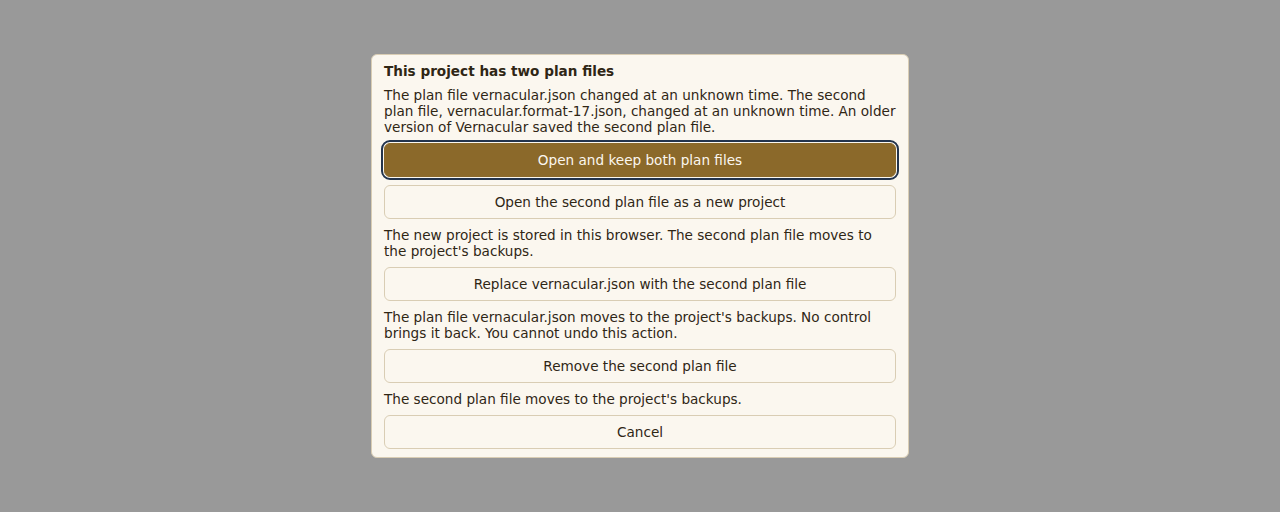 This project has two plan files
The plan file vernacular.json changed at an unknown time. The second
plan file, vernacular.format-17.json, changed at an unknown time. An older
version of Vernacular saved the second plan file.
Open and keep both plan files
Open the second plan file as a new project
The new project is stored in this browser. The second plan file moves to
the project's backups.
Replace vernacular.json with the second plan file
The plan file vernacular.json moves to the project's backups. No control
brings it back. You cannot undo this action.
Remove the second plan file
The second plan file moves to the project's backups.
Cancel